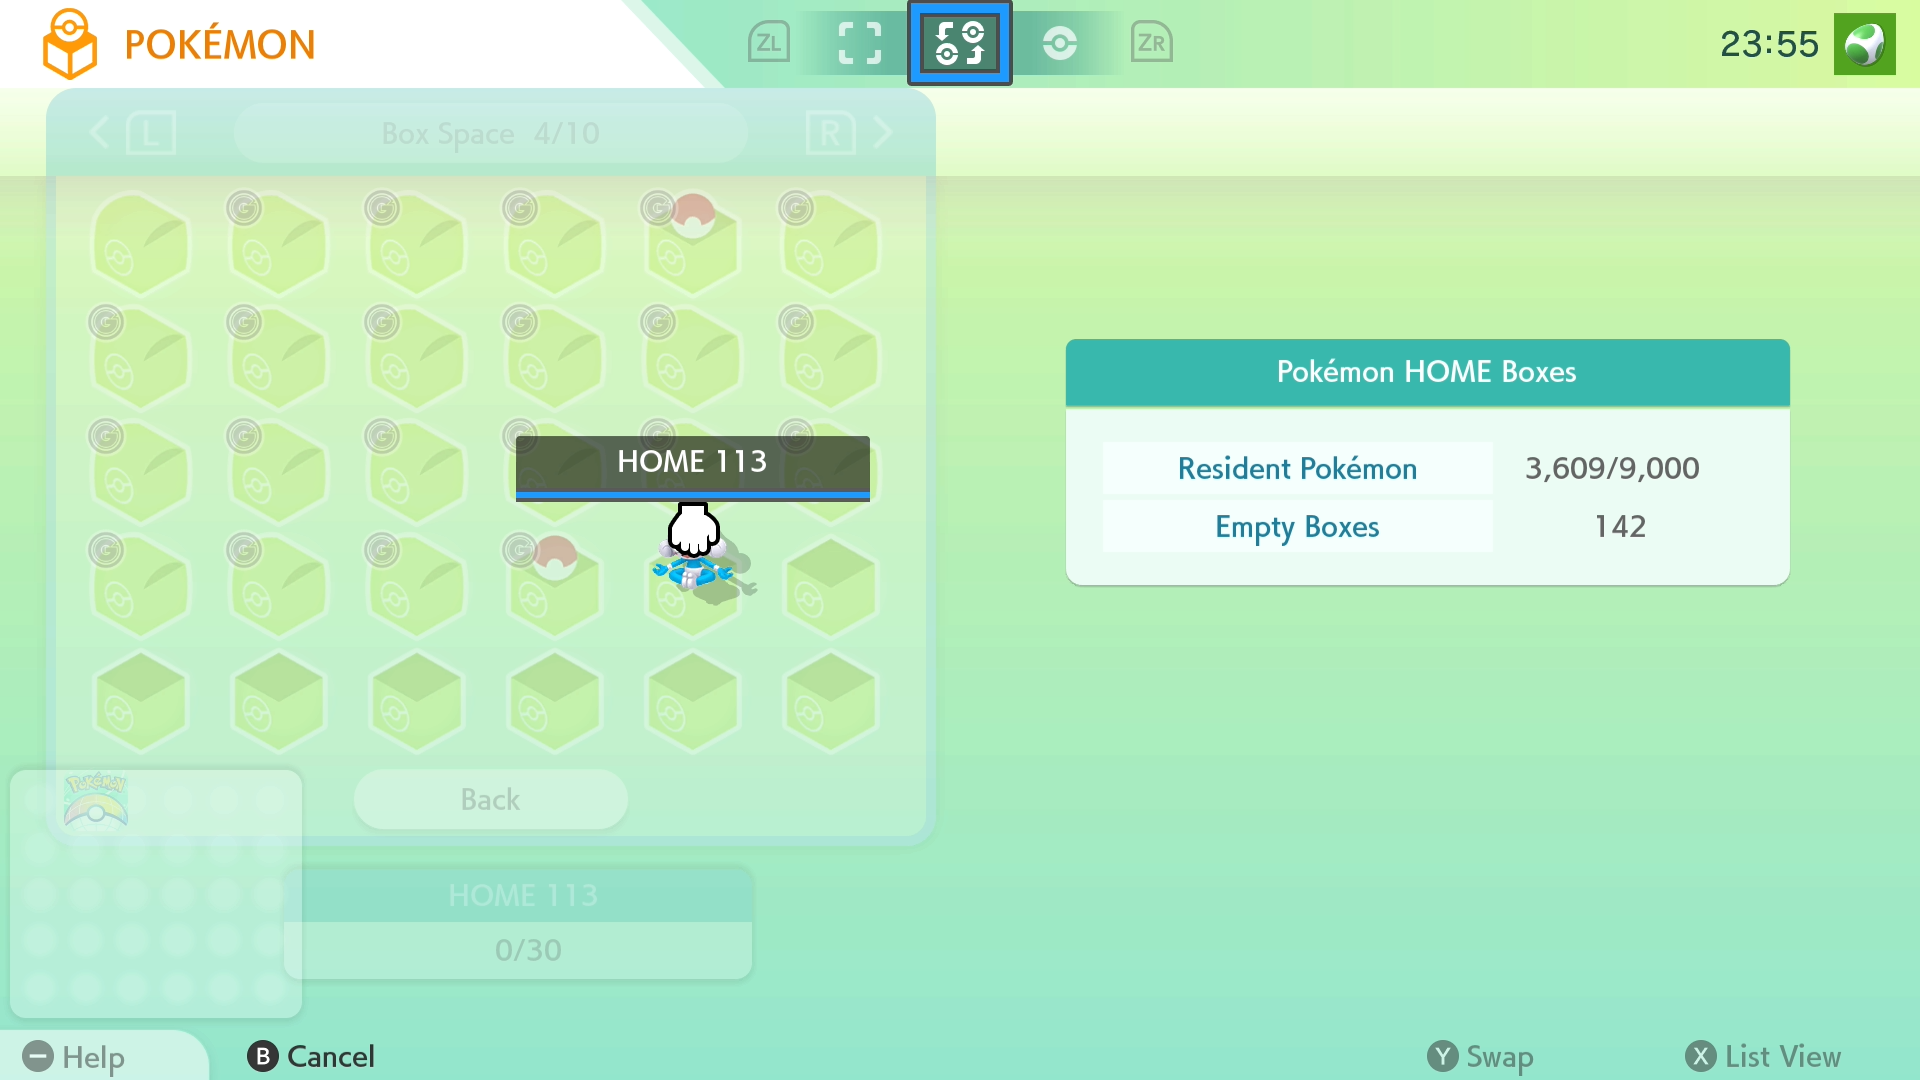 POKÉMON
ZL
ZR
23:55
L
Box Space 4/10
R
HOME 113
Pokémon HOME Boxes
Resident Pokémon 3,609/9,000
Empty Boxes 142
POKÉMON
Back
HOME 113
0/30
Help
B Cancel
Y Swap
X List View